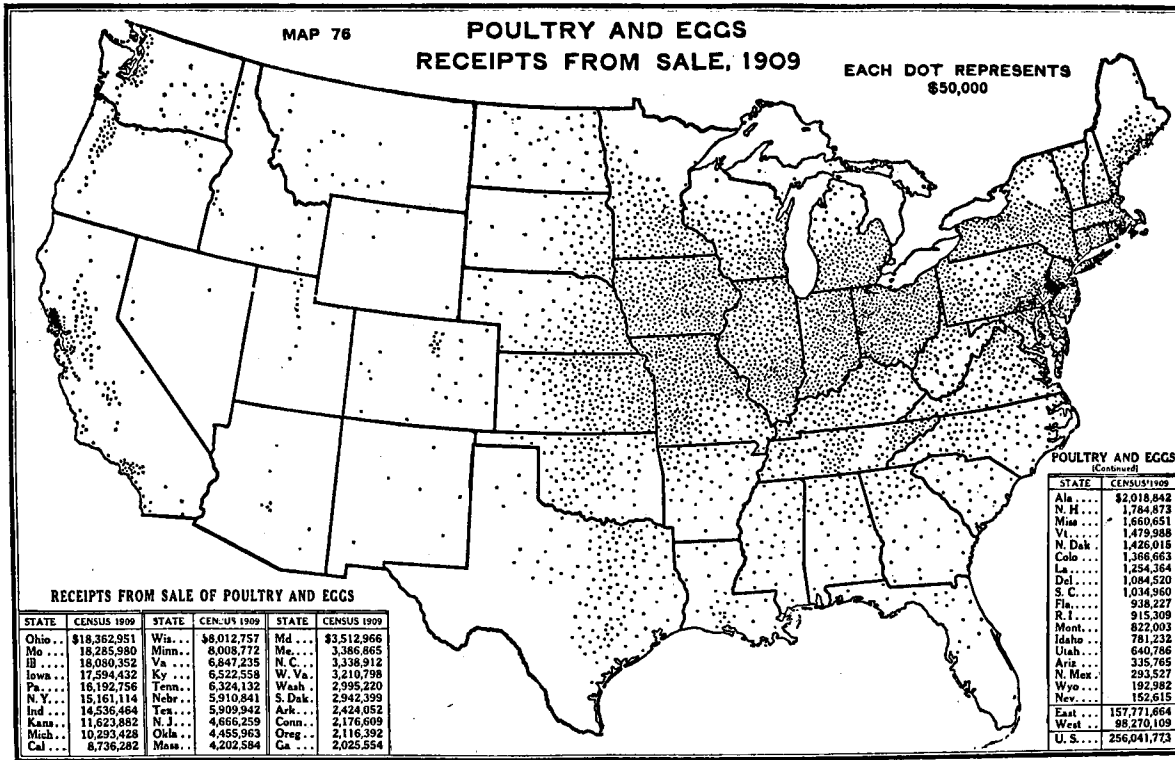 MAP 76
POULTRY AND EGGS
RECEIPTS FROM SALE, 1909
EACH DOT REPRESENTS
$50,000
RECEIPTS FROM SALE OF POULTRY AND EGGS
STATE CENSUS 1909 STATE CENSUS 1909 STATE CENSUS 1909
Ohio.. $18,362,951 Wis... $8,012,757 Md ... $3,512,966
Mo ... 18,285,980 Minn.. 8,008,772 Me.... 3,386,865
Ill .... 18,080,352 Va .... 6,847,235 N. C... 3,338,912
Iowa.. 17,594,432 Ky .... 6,522,558 W. Va. 3,210,798
Pa.... 16,192,756 Tenn.. 6,324,132 Wash . 2,995,220
N. Y... 15,161,114 Nebr.. 5,910,841 S. Dak. 2,942,399
Ind ... 14,536,464 Tex... 5,909,942 Ark... 2,424,052
Kans.. 11,623,882 N. J... 4,666,259 Conn.. 2,176,609
Mich.. 10,293,428 Okla.. 4,455,963 Oreg.. 2,116,392
Cal ... 8,736,282 Mass.. 4,202,584 Ga .... 2,025,554
POULTRY AND EGGS
(Continued)
STATE CENSUS 1909
Ala.... $2,018,842
N. H... 1,784,873
Miss... 1,660,651
Vt.... 1,479,988
N. Dak. 1,426,015
Colo... 1,366,663
La.... 1,254,364
Del.... 1,084,520
S. C... 1,034,960
Fla.... 938,227
R. I.... 915,309
Mont.. 822,003
Idaho.. 781,232
Utah... 640,786
Ariz... 335,765
N. Mex. 293,527
Wyo... 192,982
Nev... 152,615
East... 157,771,664
West.. 98,270,109
U. S.... 256,041,773